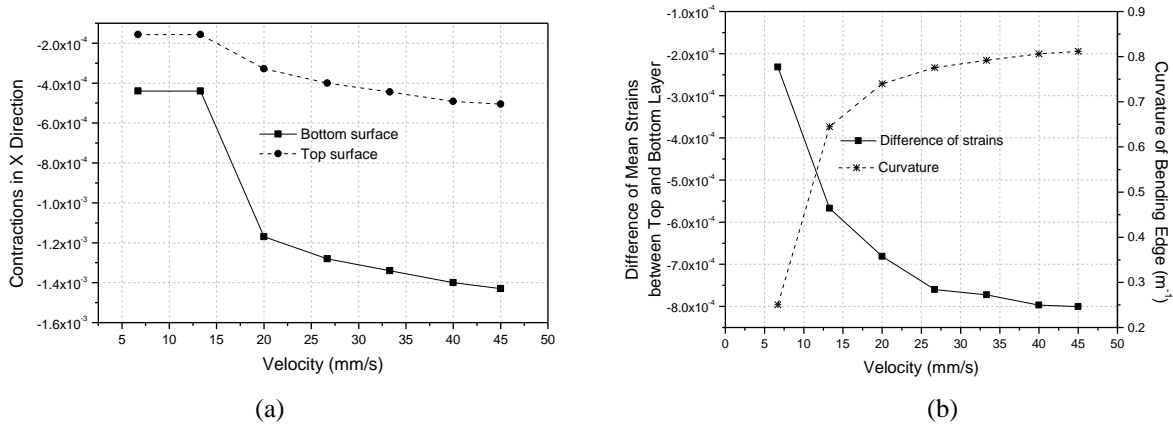 -2.0x10⁻⁴
-4.0x10⁻⁴
-6.0x10⁻⁴
-8.0x10⁻⁴
-1.0x10⁻³
-1.2x10⁻³
-1.4x10⁻³
-1.6x10⁻³
Contractions in X Direction
Bottom surface
Top surface
5 10 15 20 25 30 35 40 45 50
Velocity (mm/s)
(a)
-1.0x10⁻⁴
-2.0x10⁻⁴
-3.0x10⁻⁴
-4.0x10⁻⁴
-5.0x10⁻⁴
-6.0x10⁻⁴
-7.0x10⁻⁴
-8.0x10⁻⁴
Difference of Mean Strains
between Top and Bottom Layer
Difference of strains
Curvature
0.9
0.8
0.7
0.6
0.5
0.4
0.3
0.2
Curvature of Bending Edge (m⁻¹)
0 5 10 15 20 25 30 35 40 45 50
Velocity (mm/s)
(b)